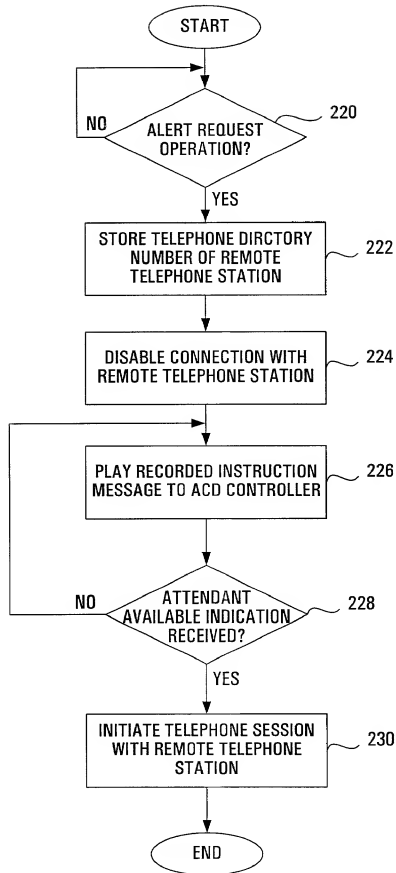 START
NO
ALERT REQUEST
OPERATION?
220
YES
STORE TELEPHONE DIRCTORY
NUMBER OF REMOTE
TELEPHONE STATION
222
DISABLE CONNECTION WITH
REMOTE TELEPHONE STATION
224
PLAY RECORDED INSTRUCTION
MESSAGE TO ACD CONTROLLER
226
NO
ATTENDANT
AVAILABLE INDICATION
RECEIVED?
228
YES
INITIATE TELEPHONE SESSION
WITH REMOTE TELEPHONE
STATION
230
END